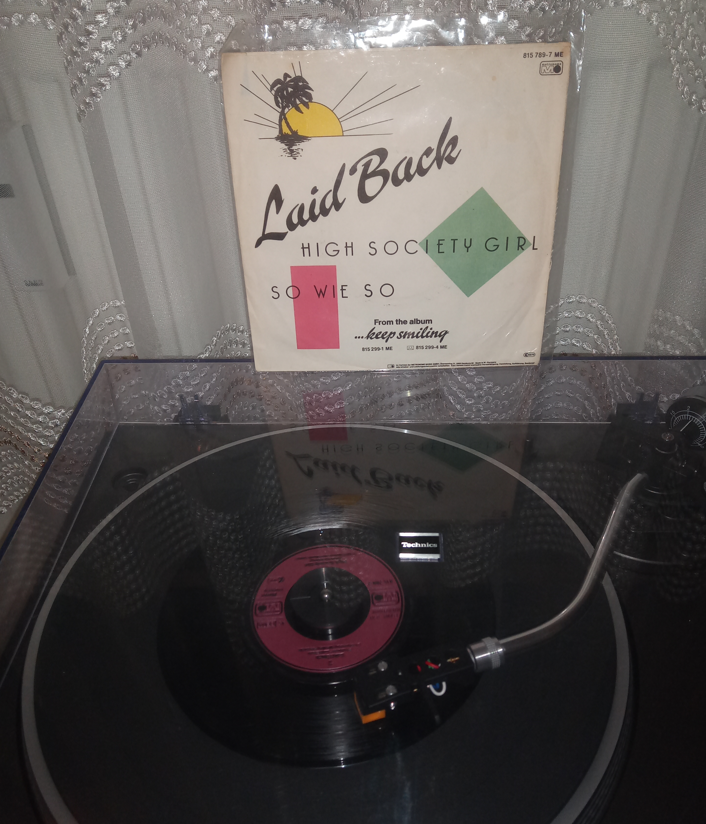 815 789-7 ME
Laid Back
HIGH SOCIETY GIRL
SO WIE SO
From the album
...keep smiling
815 299-1 ME 815 299-4 ME
Technics